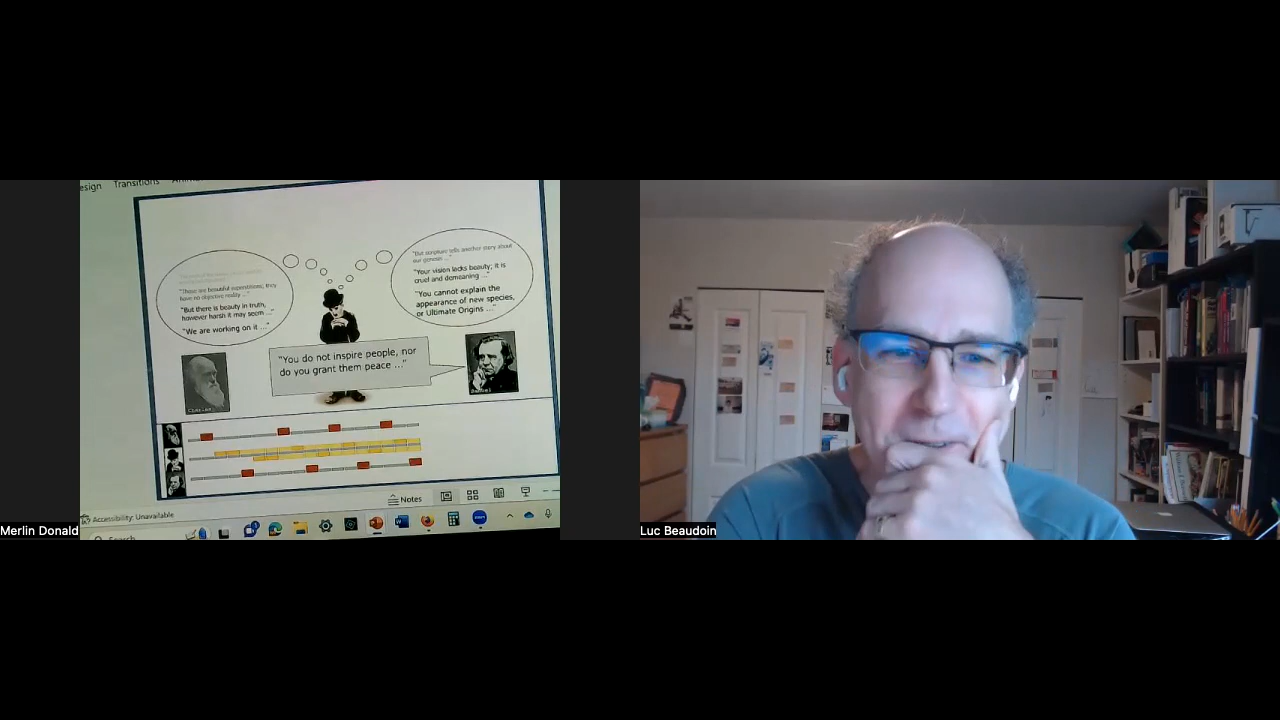 esign Transitions
"These are beautiful superstitions; they
have no objective reality ..."
"But there is beauty in truth,
however harsh it may seem ..."
"We are working on it ..."
"But scripture tells another story about
our genesis ..."
"Your vision lacks beauty; it is
cruel and demeaning ..."
"You cannot explain the
appearance of new species,
or Ultimate Origins ..."
"You do not inspire people, nor
do you grant them peace ..."
Notes
Accessibility: Unavailable
Search
Merlin Donald
Luc Beaudoin